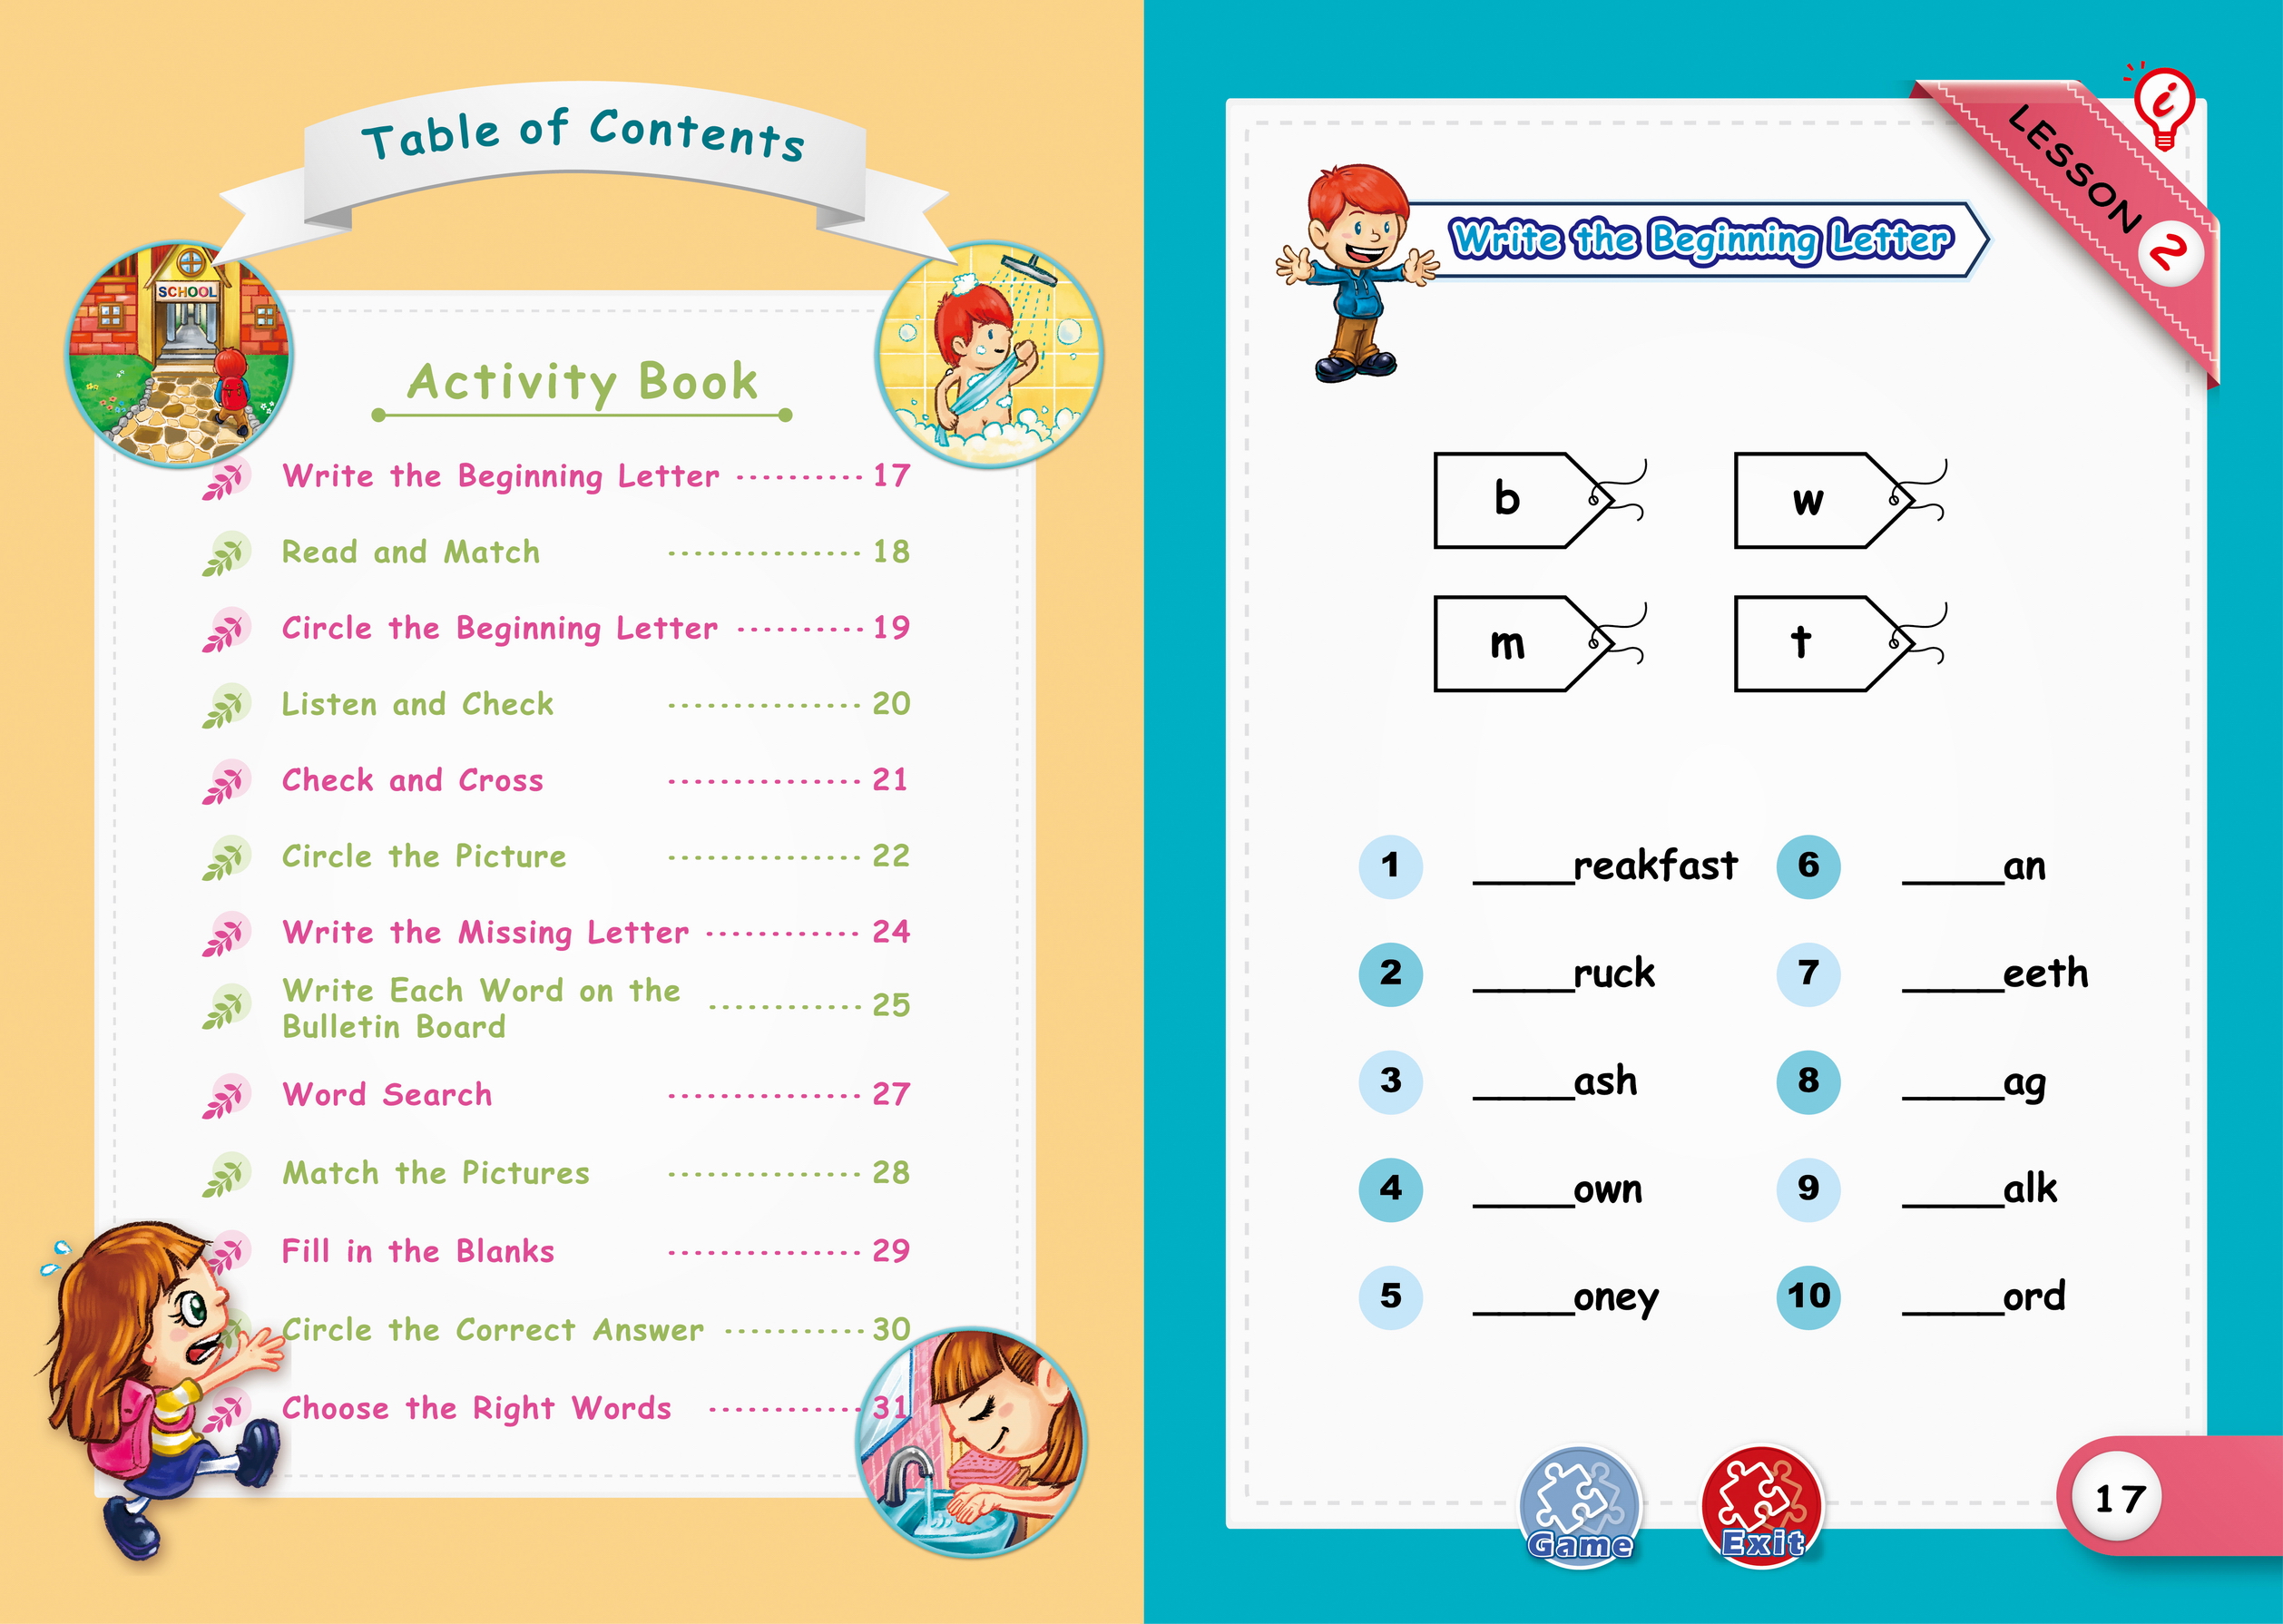 Table of Contents
SCHOOL
Activity Book
Write the Beginning Letter ---------- 17
Read and Match --------------- 18
Circle the Beginning Letter ---------- 19
Listen and Check --------------- 20
Check and Cross --------------- 21
Circle the Picture --------------- 22
Write the Missing Letter ------------ 24
Write Each Word on the
Bulletin Board ------------ 25
Word Search --------------- 27
Match the Pictures --------------- 28
Fill in the Blanks --------------- 29
Circle the Correct Answer ----------- 30
Choose the Right Words ------------ 31
LESSON 2
i
Write the Beginning Letter
b w
m t
1 ____reakfast 6 ____an
2 ____ruck 7 ____eeth
3 ____ash 8 ____ag
4 ____own 9 ____alk
5 ____oney 10 ____ord
Game Exit
17